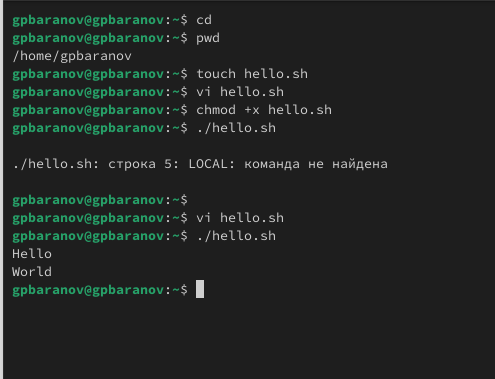 gpbaranov@gpbaranov:~$ cd
gpbaranov@gpbaranov:~$ pwd
/home/gpbaranov
gpbaranov@gpbaranov:~$ touch hello.sh
gpbaranov@gpbaranov:~$ vi hello.sh
gpbaranov@gpbaranov:~$ chmod +x hello.sh
gpbaranov@gpbaranov:~$ ./hello.sh
./hello.sh: строка 5: LOCAL: команда не найдена
gpbaranov@gpbaranov:~$
gpbaranov@gpbaranov:~$ vi hello.sh
gpbaranov@gpbaranov:~$ ./hello.sh
Hello
World
gpbaranov@gpbaranov:~$